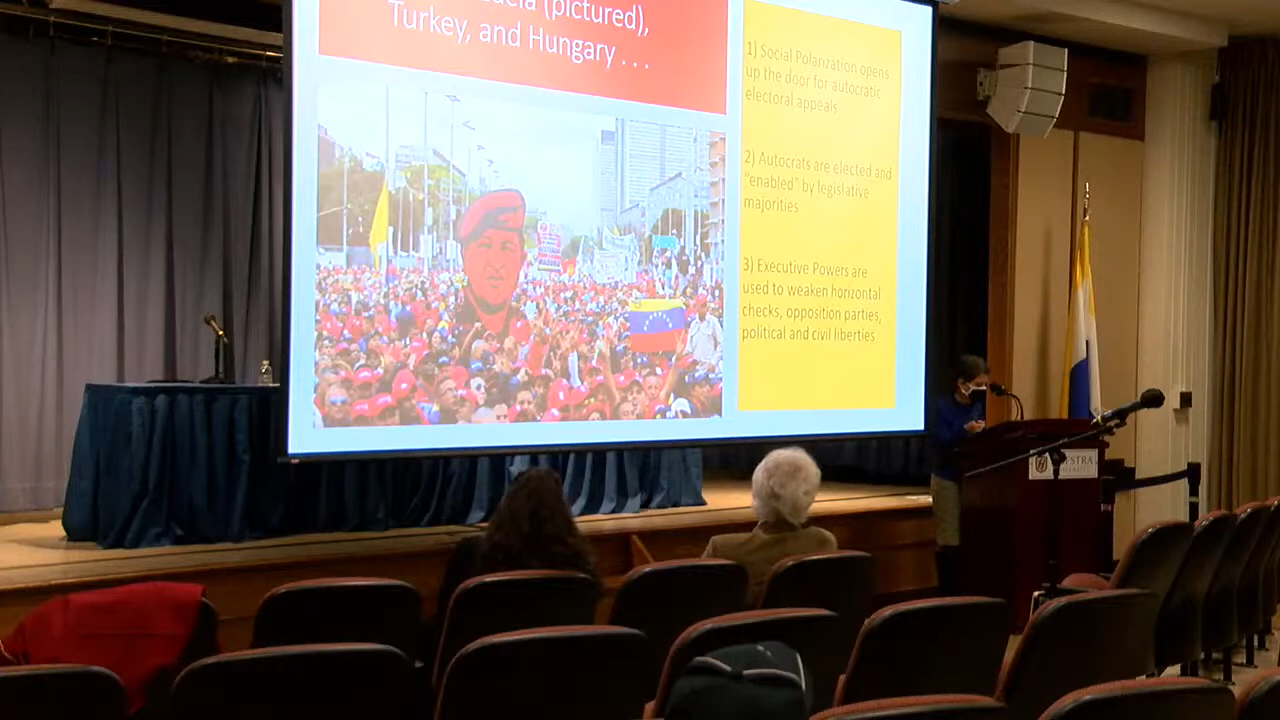 (pictured),
Turkey, and Hungary . . .
1) Social Polarization opens
up the door for autocratic
electoral appeals
2) Autocrats are elected and
“enabled” by legislative
majorities
3) Executive Powers are
used to weaken horizontal
checks, opposition parties,
political and civil liberties